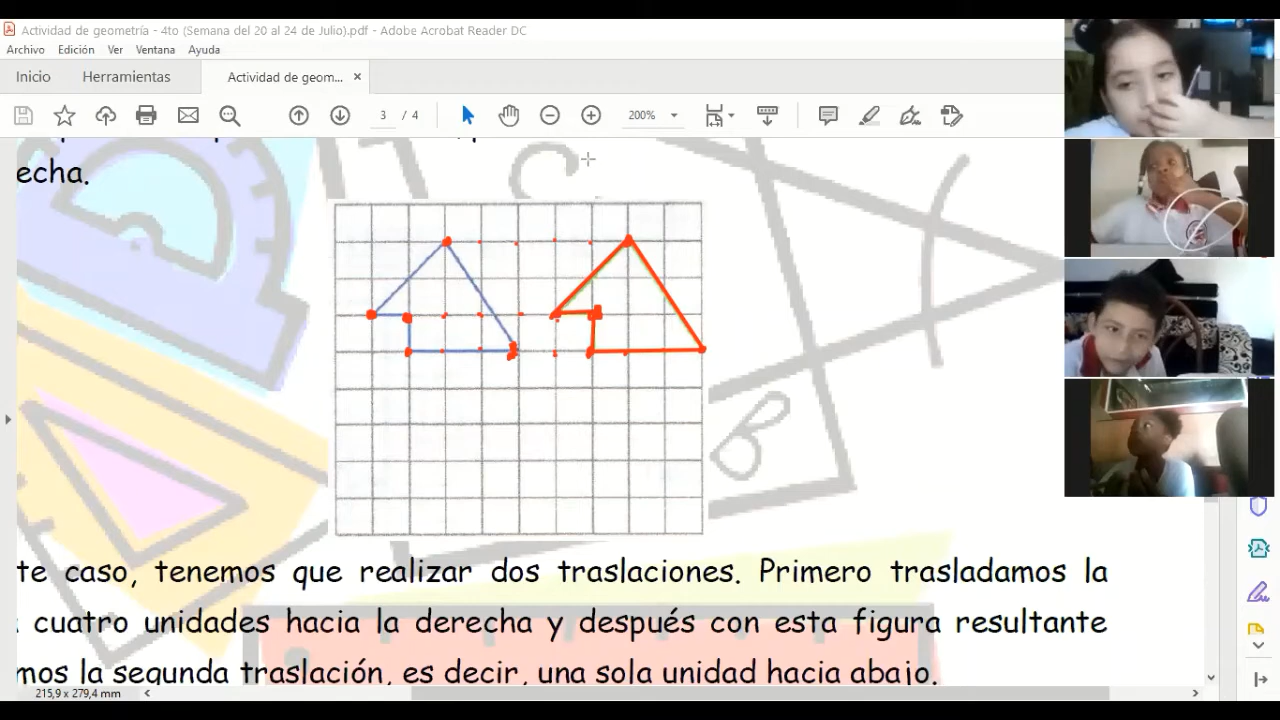 Actividad de geometría - 4to (Semana del 20 al 24 de Julio).pdf - Adobe Acrobat Reader DC
Archivo Edición Ver Ventana Ayuda
Inicio Herramientas Actividad de geom... ×
3 / 4 200%
echa.
B
te caso, tenemos que realizar dos traslaciones. Primero trasladamos la
cuatro unidades hacia la derecha y después con esta figura resultante
mos la segunda traslación, es decir, una sola unidad hacia abajo.
215,9 x 279,4 mm